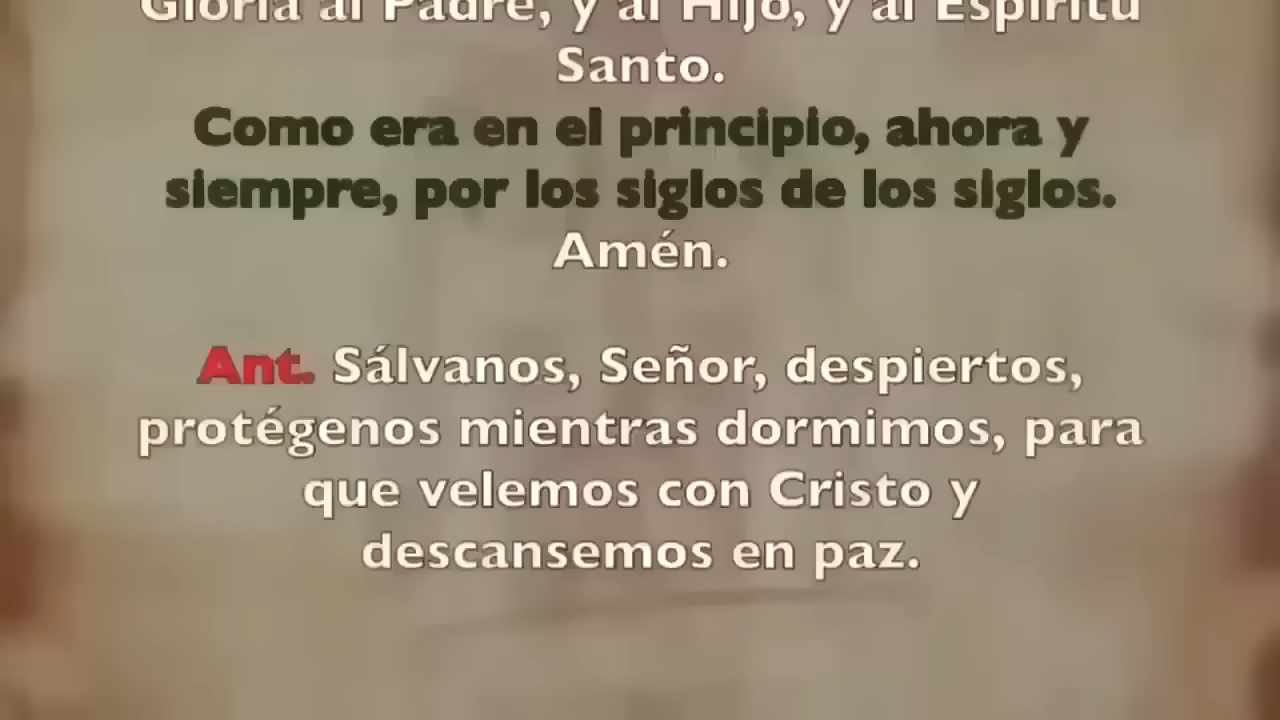 Gloria al Padre, y al Hijo, y al Espíritu
Santo.
Como era en el principio, ahora y
siempre, por los siglos de los siglos.
Amén.
Ant. Sálvanos, Señor, despiertos,
protégenos mientras dormimos, para
que velemos con Cristo y
descansemos en paz.